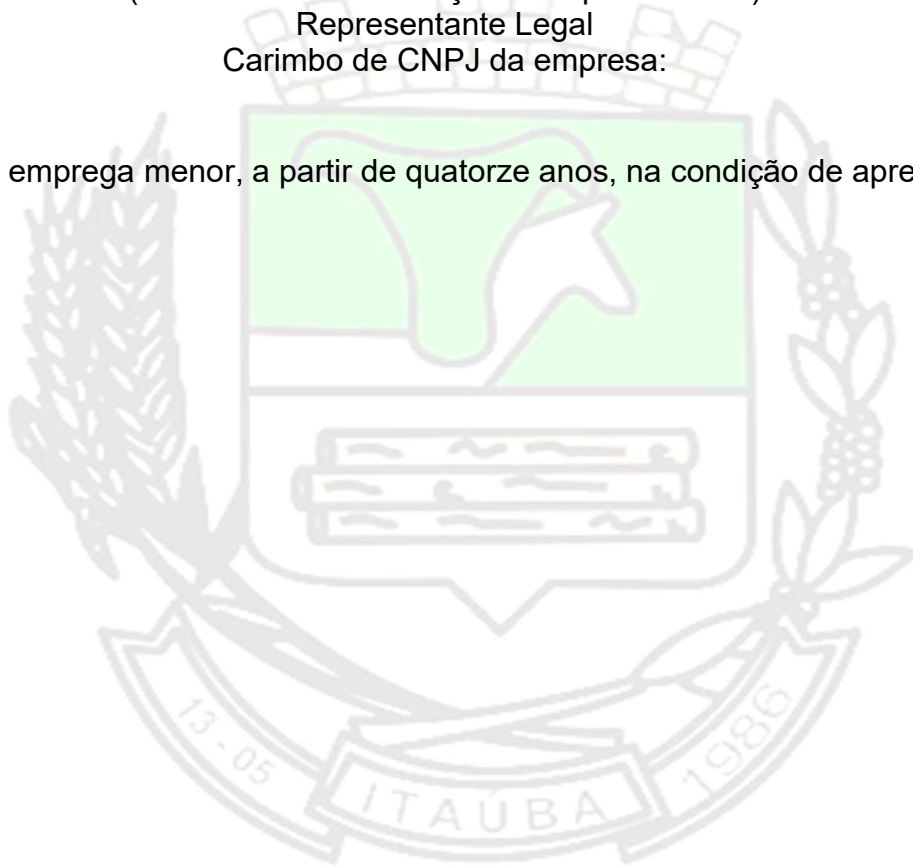 Representante Legal
Carimbo de CNPJ da empresa:
emprega menor, a partir de quatorze anos, na condição de apre
13 - 05
ITAÚBA
1986